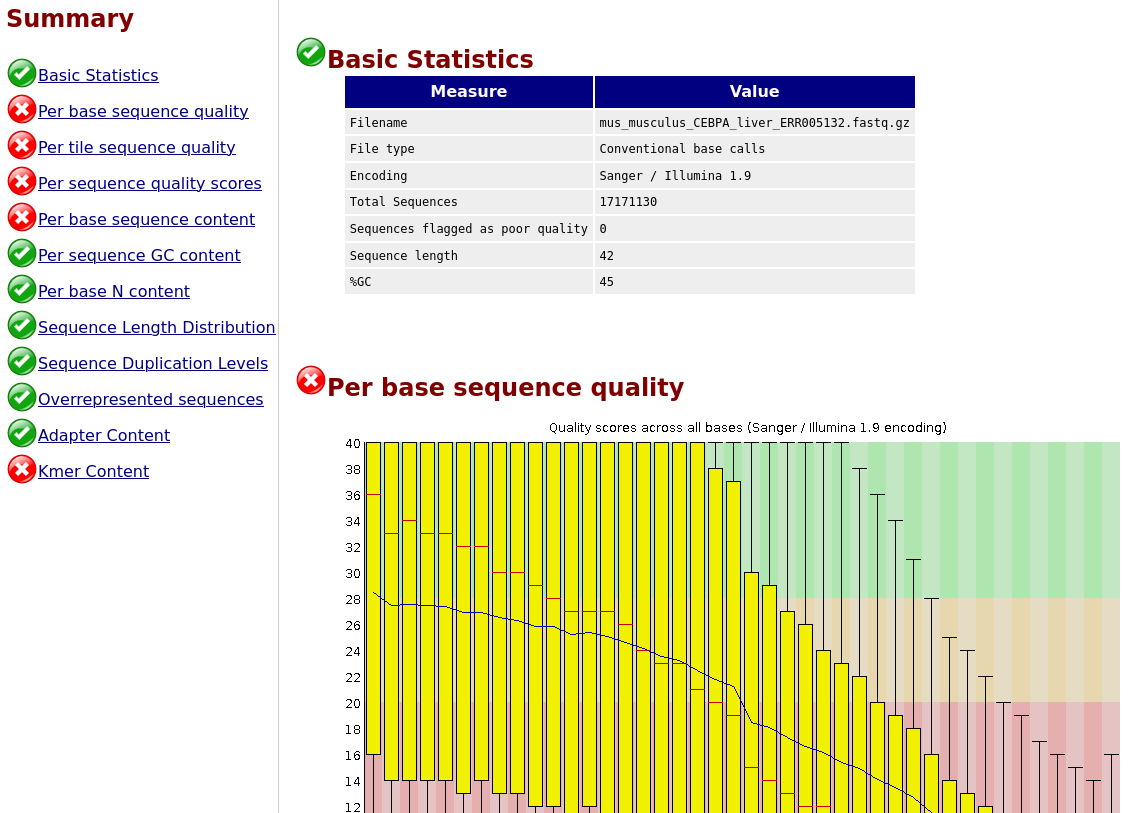 Summary
Basic Statistics
Per base sequence quality
Per tile sequence quality
Per sequence quality scores
Per base sequence content
Per sequence GC content
Per base N content
Sequence Length Distribution
Sequence Duplication Levels
Overrepresented sequences
Adapter Content
Kmer Content
Basic Statistics
Measure Value
Filename mus_musculus_CEBPA_liver_ERR005132.fastq.gz
File type Conventional base calls
Encoding Sanger / Illumina 1.9
Total Sequences 17171130
Sequences flagged as poor quality 0
Sequence length 42
%GC 45
Per base sequence quality
Quality scores across all bases (Sanger / Illumina 1.9 encoding)
40
38
36
34
32
30
28
26
24
22
20
18
16
14
12